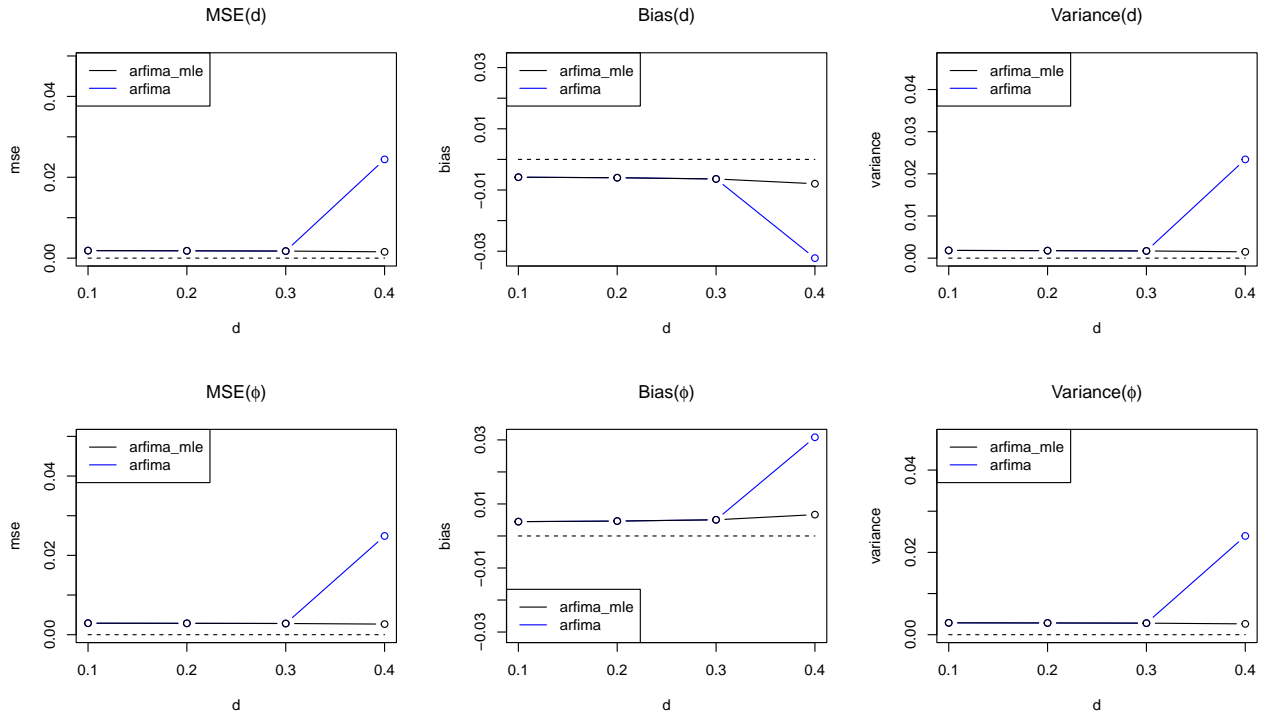 MSE(d)
mse
0.00
0.02
0.04
arfima_mle
arfima
0.1 0.2 0.3 0.4
d
Bias(d)
bias
−0.03
−0.01
0.01
0.03
arfima_mle
arfima
0.1 0.2 0.3 0.4
d
Variance(d)
variance
0.00
0.01
0.02
0.03
0.04
arfima_mle
arfima
0.1 0.2 0.3 0.4
d
MSE(ϕ)
mse
0.00
0.02
0.04
arfima_mle
arfima
0.1 0.2 0.3 0.4
d
Bias(ϕ)
bias
−0.03
−0.01
0.01
0.03
arfima_mle
arfima
0.1 0.2 0.3 0.4
d
Variance(ϕ)
variance
0.00
0.02
0.04
arfima_mle
arfima
0.1 0.2 0.3 0.4
d